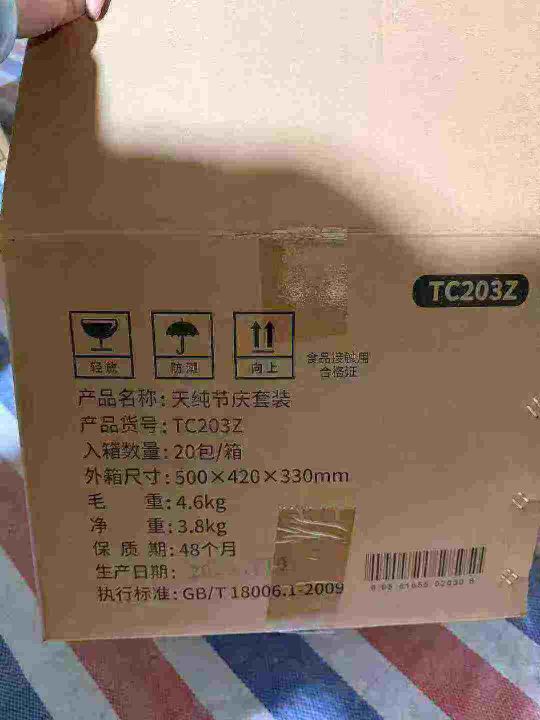 TC203Z
轻放
防湿
向上
食品接触用
合格证
产品名称:天纯节庆套装
产品货号:TC203Z
入箱数量:20包/箱
外箱尺寸:500×420×330mm
毛 重:4.6kg
净 重:3.8kg
保 质 期:48个月
生产日期:
执行标准:GB/T 18006.1-2009